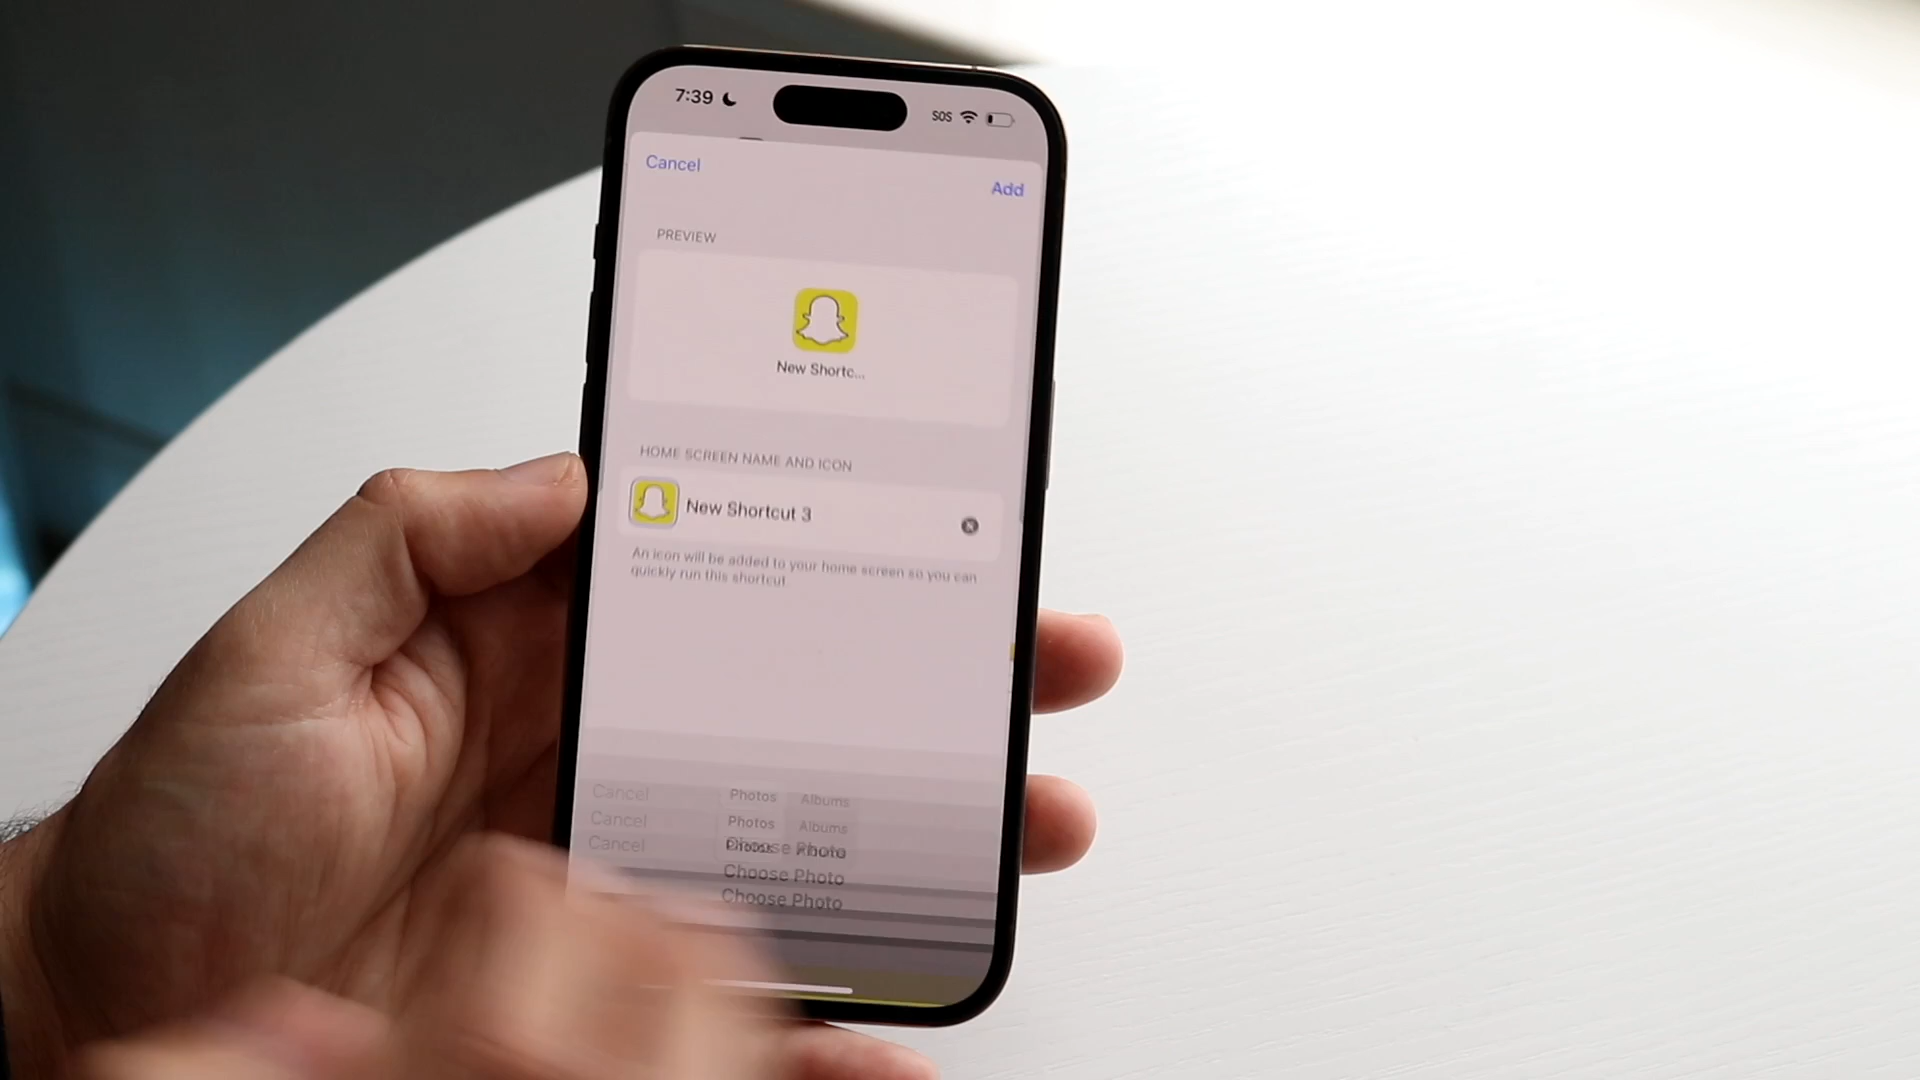 7:39
SOS
Cancel
Add
PREVIEW
New Shortc...
HOME SCREEN NAME AND ICON
New Shortcut 3
An icon will be added to your home screen so you can
quickly run this shortcut.
Cancel Photos Albums
Cancel Photos Albums
Cancel Photos
Choose Photo
Choose Photo
Choose Photo